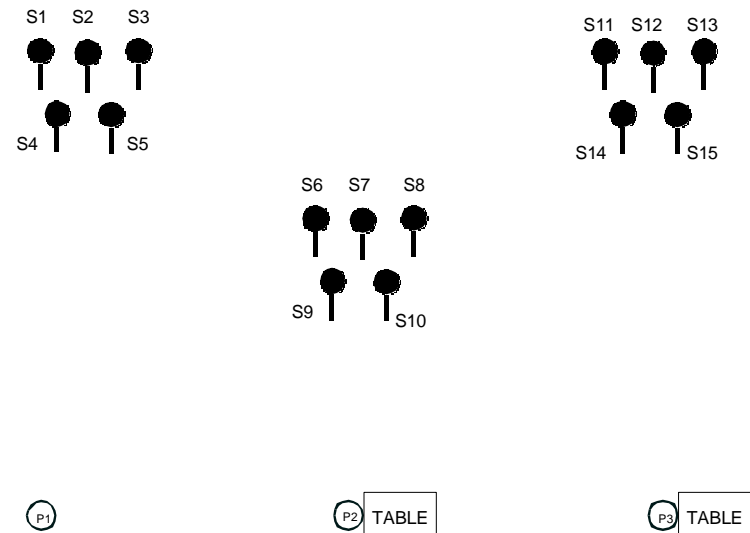 S1 S2 S3
S11 S12 S13
S4 S5
S14 S15
S6 S7 S8
S9 S10
P1 P2 TABLE P3 TABLE